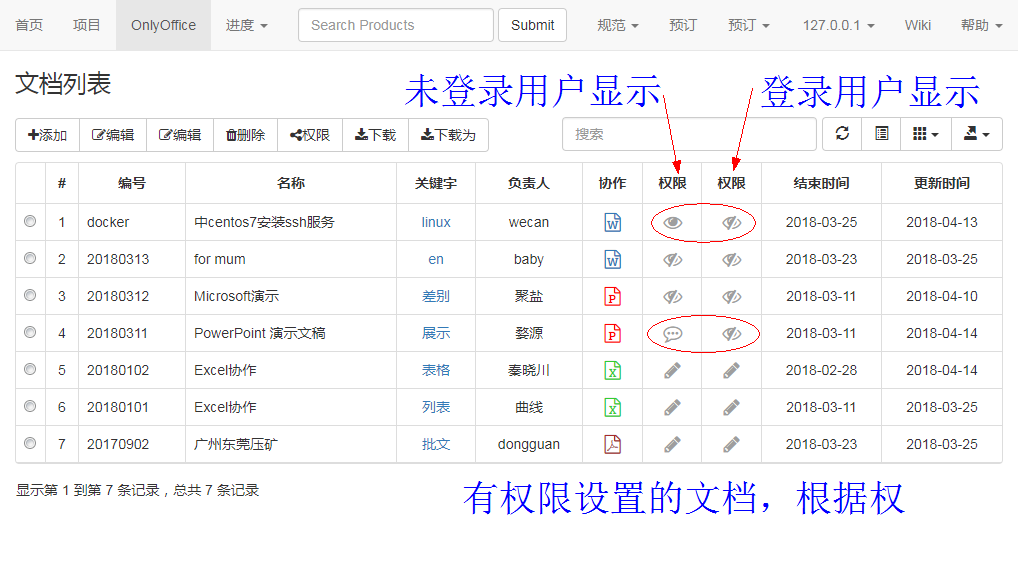 首页 项目 OnlyOffice 进度 Search Products Submit 规范 预订 预订 127.0.0.1 Wiki 帮助
文档列表 未登录用户显示 登录用户显示
添加 编辑 编辑 删除 权限 下载 下载为 搜索
# 编号 名称 关键字 负责人 协作 权限 权限 结束时间 更新时间
1 docker 中centos7安装ssh服务 linux wecan W 2018-03-25 2018-04-13
2 20180313 for mum en baby W 2018-03-23 2018-03-25
3 20180312 Microsoft演示 差别 聚盐 P 2018-03-11 2018-04-10
4 20180311 PowerPoint 演示文稿 展示 婺源 P 2018-03-11 2018-04-14
5 20180102 Excel协作 表格 秦晓川 X 2018-02-28 2018-04-14
6 20180101 Excel协作 列表 曲线 X 2018-03-11 2018-03-25
7 20170902 广州东莞压矿 批文 dongguan 2018-03-23 2018-03-25
显示第 1 到第 7 条记录，总共 7 条记录
有权限设置的文档，根据权